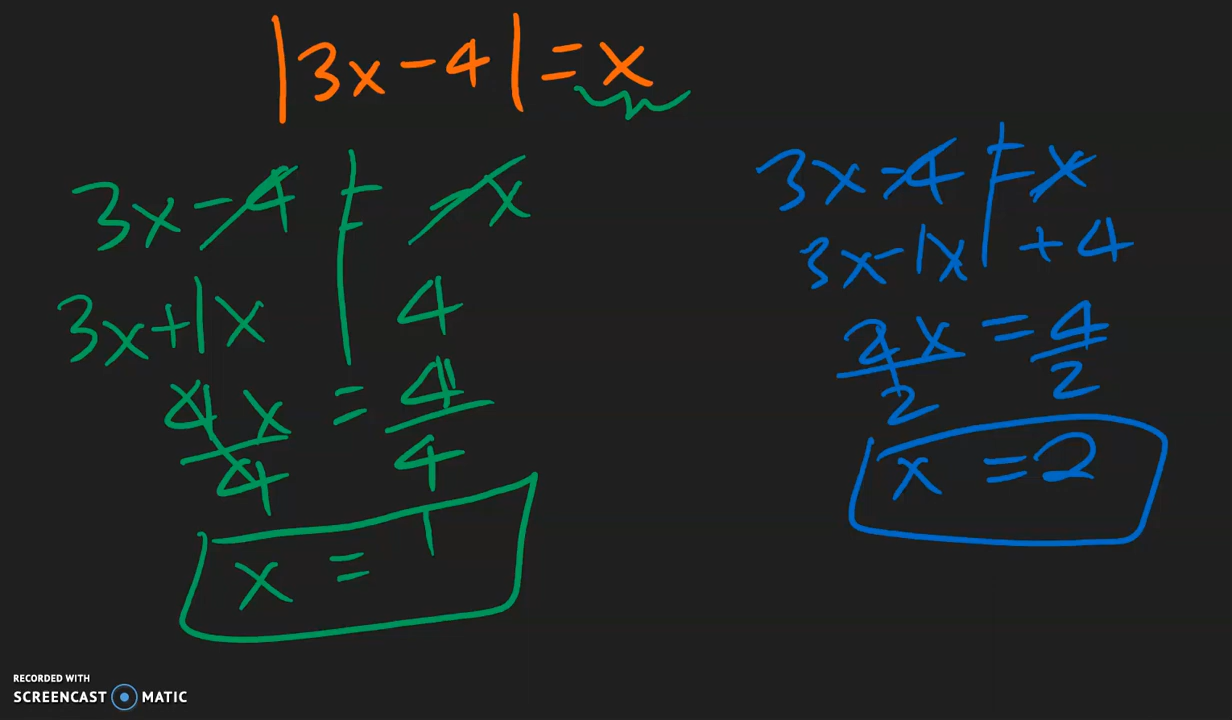 |3x-4| = x
3x-4 = -x
3x+1x 4
4x = 4
4 4
x = 1
3x-4 = x
3x-1x +4
2x = 4
2 2
x = 2
RECORDED WITH
SCREENCAST MATIC